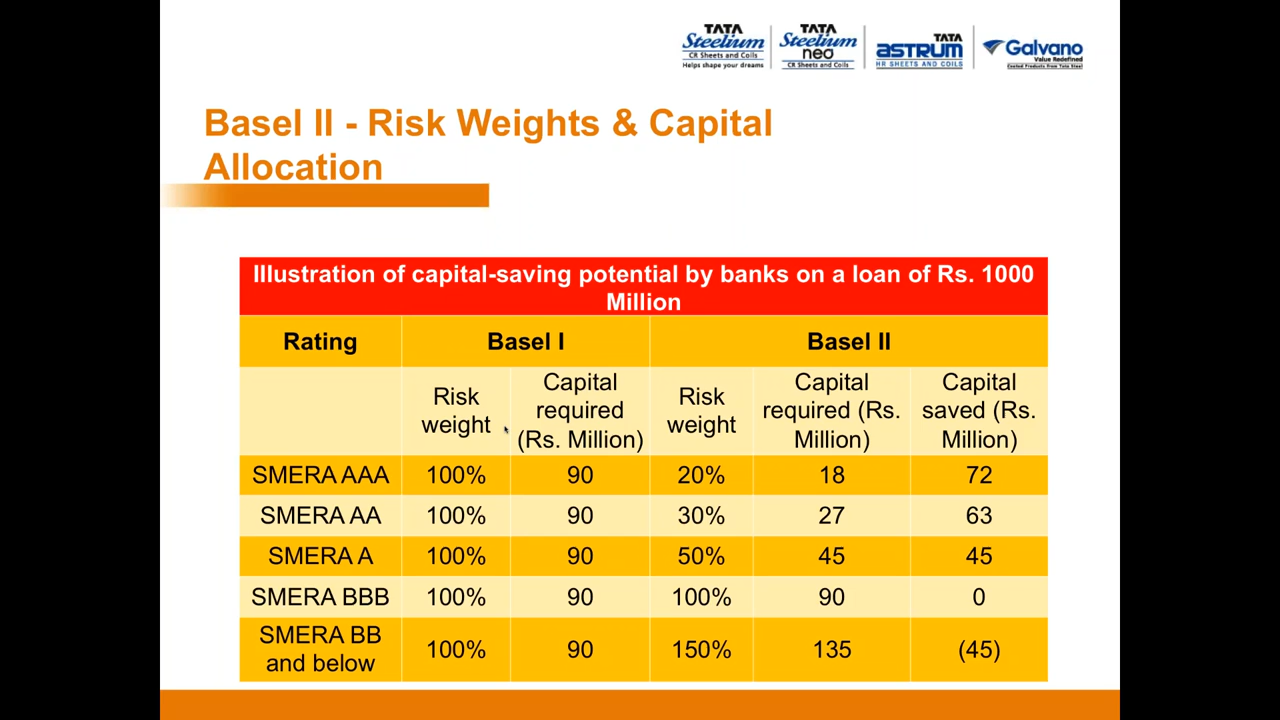 TATA
Steelium
CR Sheets and Coils
Helps shape your dreams
TATA
Steelium
neo
CR Sheets and Coils
TATA
ASTRUM
HR SHEETS AND COILS
Galvano
Value Redefined
Coated Products from Tata Steel
Basel II - Risk Weights & Capital
Allocation
Illustration of capital-saving potential by banks on a loan of Rs. 1000
Million
Rating Basel I Basel II
Risk weight Capital required (Rs. Million) Risk weight Capital required (Rs. Million) Capital saved (Rs. Million)
SMERA AAA 100% 90 20% 18 72
SMERA AA 100% 90 30% 27 63
SMERA A 100% 90 50% 45 45
SMERA BBB 100% 90 100% 90 0
SMERA BB and below 100% 90 150% 135 (45)